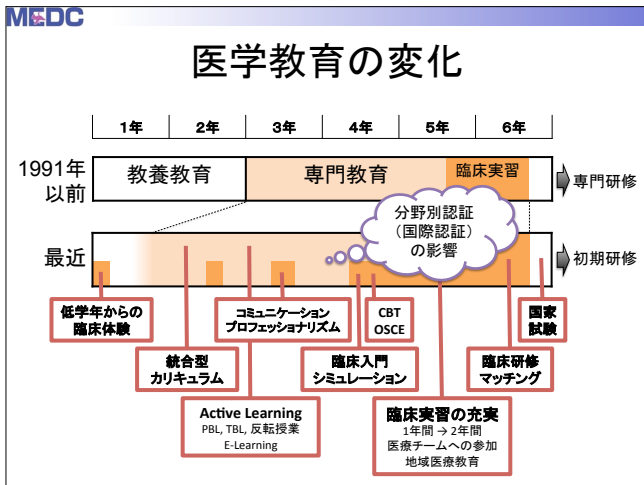 MEDC
医学教育の変化
1年
2年
3年
4年
5年
6年
1991年
以前
教養教育
専門教育
臨床実習
専門研修
分野別認証
（国際認証）
の影響
最近
初期研修
低学年からの
臨床体験
コミュニケーション
プロフェッショナリズム
CBT
OSCE
国家
試験
統合型
カリキュラム
臨床入門
シミュレーション
臨床研修
マッチング
Active Learning
PBL, TBL, 反転授業
E-Learning
臨床実習の充実
1年間 → 2年間
医療チームへの参加
地域医療教育